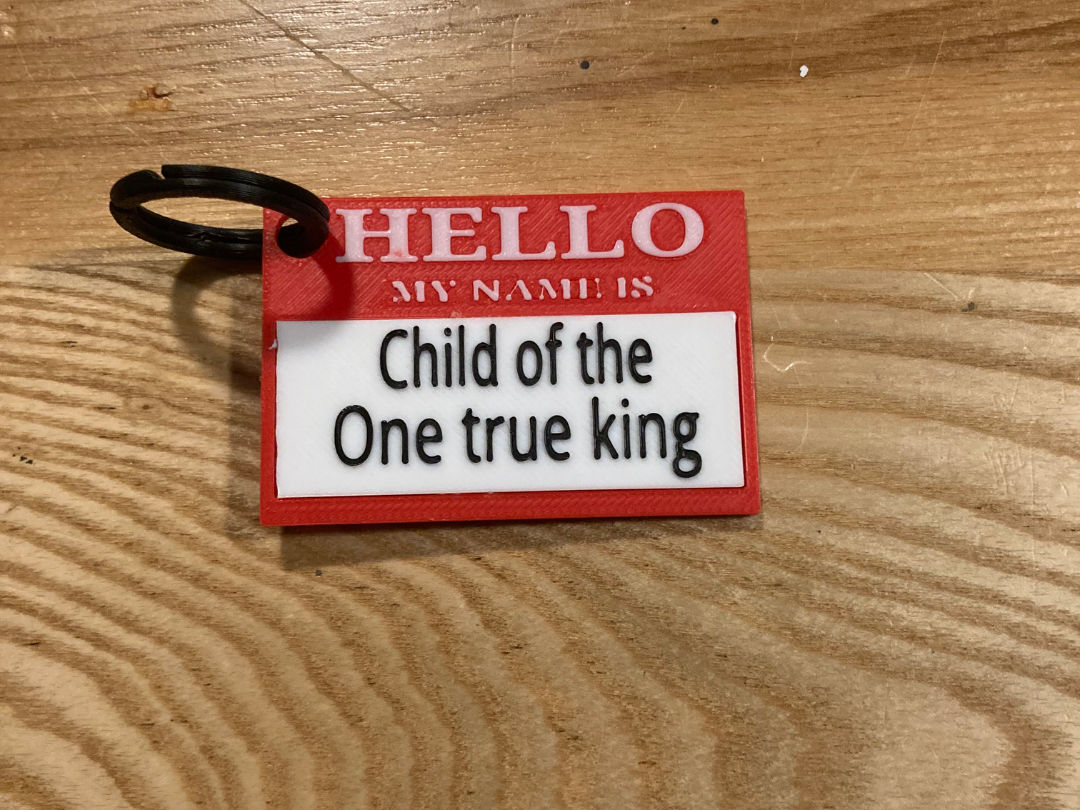 HELLO
MY NAME IS
Child of the
One true king